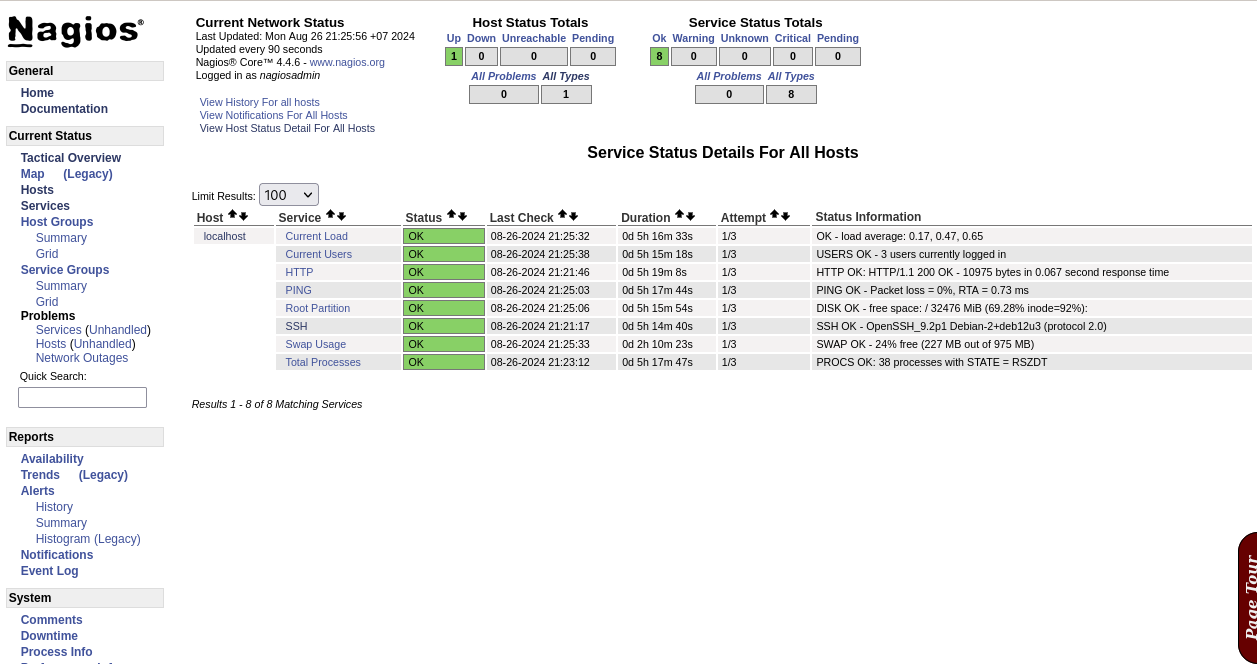 Nagios®
General
Home
Documentation
Current Status
Tactical Overview
Map (Legacy)
Hosts
Services
Host Groups
Summary
Grid
Service Groups
Summary
Grid
Problems
Services (Unhandled)
Hosts (Unhandled)
Network Outages
Quick Search:
Reports
Availability
Trends (Legacy)
Alerts
History
Summary
Histogram (Legacy)
Notifications
Event Log
System
Comments
Downtime
Process Info
Current Network Status
Last Updated: Mon Aug 26 21:25:56 +07 2024
Updated every 90 seconds
Nagios® Core™ 4.4.6 - www.nagios.org
Logged in as nagiosadmin
View History For all hosts
View Notifications For All Hosts
View Host Status Detail For All Hosts
Host Status Totals
Up Down Unreachable Pending
1 0 0 0
All Problems All Types
0 1
Service Status Totals
Ok Warning Unknown Critical Pending
8 0 0 0 0
All Problems All Types
0 8
Service Status Details For All Hosts
Limit Results: 100
Host Service Status Last Check Duration Attempt Status Information
localhost Current Load OK 08-26-2024 21:25:32 0d 5h 16m 33s 1/3 OK - load average: 0.17, 0.47, 0.65
Current Users OK 08-26-2024 21:25:38 0d 5h 15m 18s 1/3 USERS OK - 3 users currently logged in
HTTP OK 08-26-2024 21:21:46 0d 5h 19m 8s 1/3 HTTP OK: HTTP/1.1 200 OK - 10975 bytes in 0.067 second response time
PING OK 08-26-2024 21:25:03 0d 5h 17m 44s 1/3 PING OK - Packet loss = 0%, RTA = 0.73 ms
Root Partition OK 08-26-2024 21:25:06 0d 5h 15m 54s 1/3 DISK OK - free space: / 32476 MiB (69.28% inode=92%):
SSH OK 08-26-2024 21:21:17 0d 5h 14m 40s 1/3 SSH OK - OpenSSH_9.2p1 Debian-2+deb12u3 (protocol 2.0)
Swap Usage OK 08-26-2024 21:25:33 0d 2h 10m 23s 1/3 SWAP OK - 24% free (227 MB out of 975 MB)
Total Processes OK 08-26-2024 21:23:12 0d 5h 17m 47s 1/3 PROCS OK: 38 processes with STATE = RSZDT
Results 1 - 8 of 8 Matching Services
Page Tour